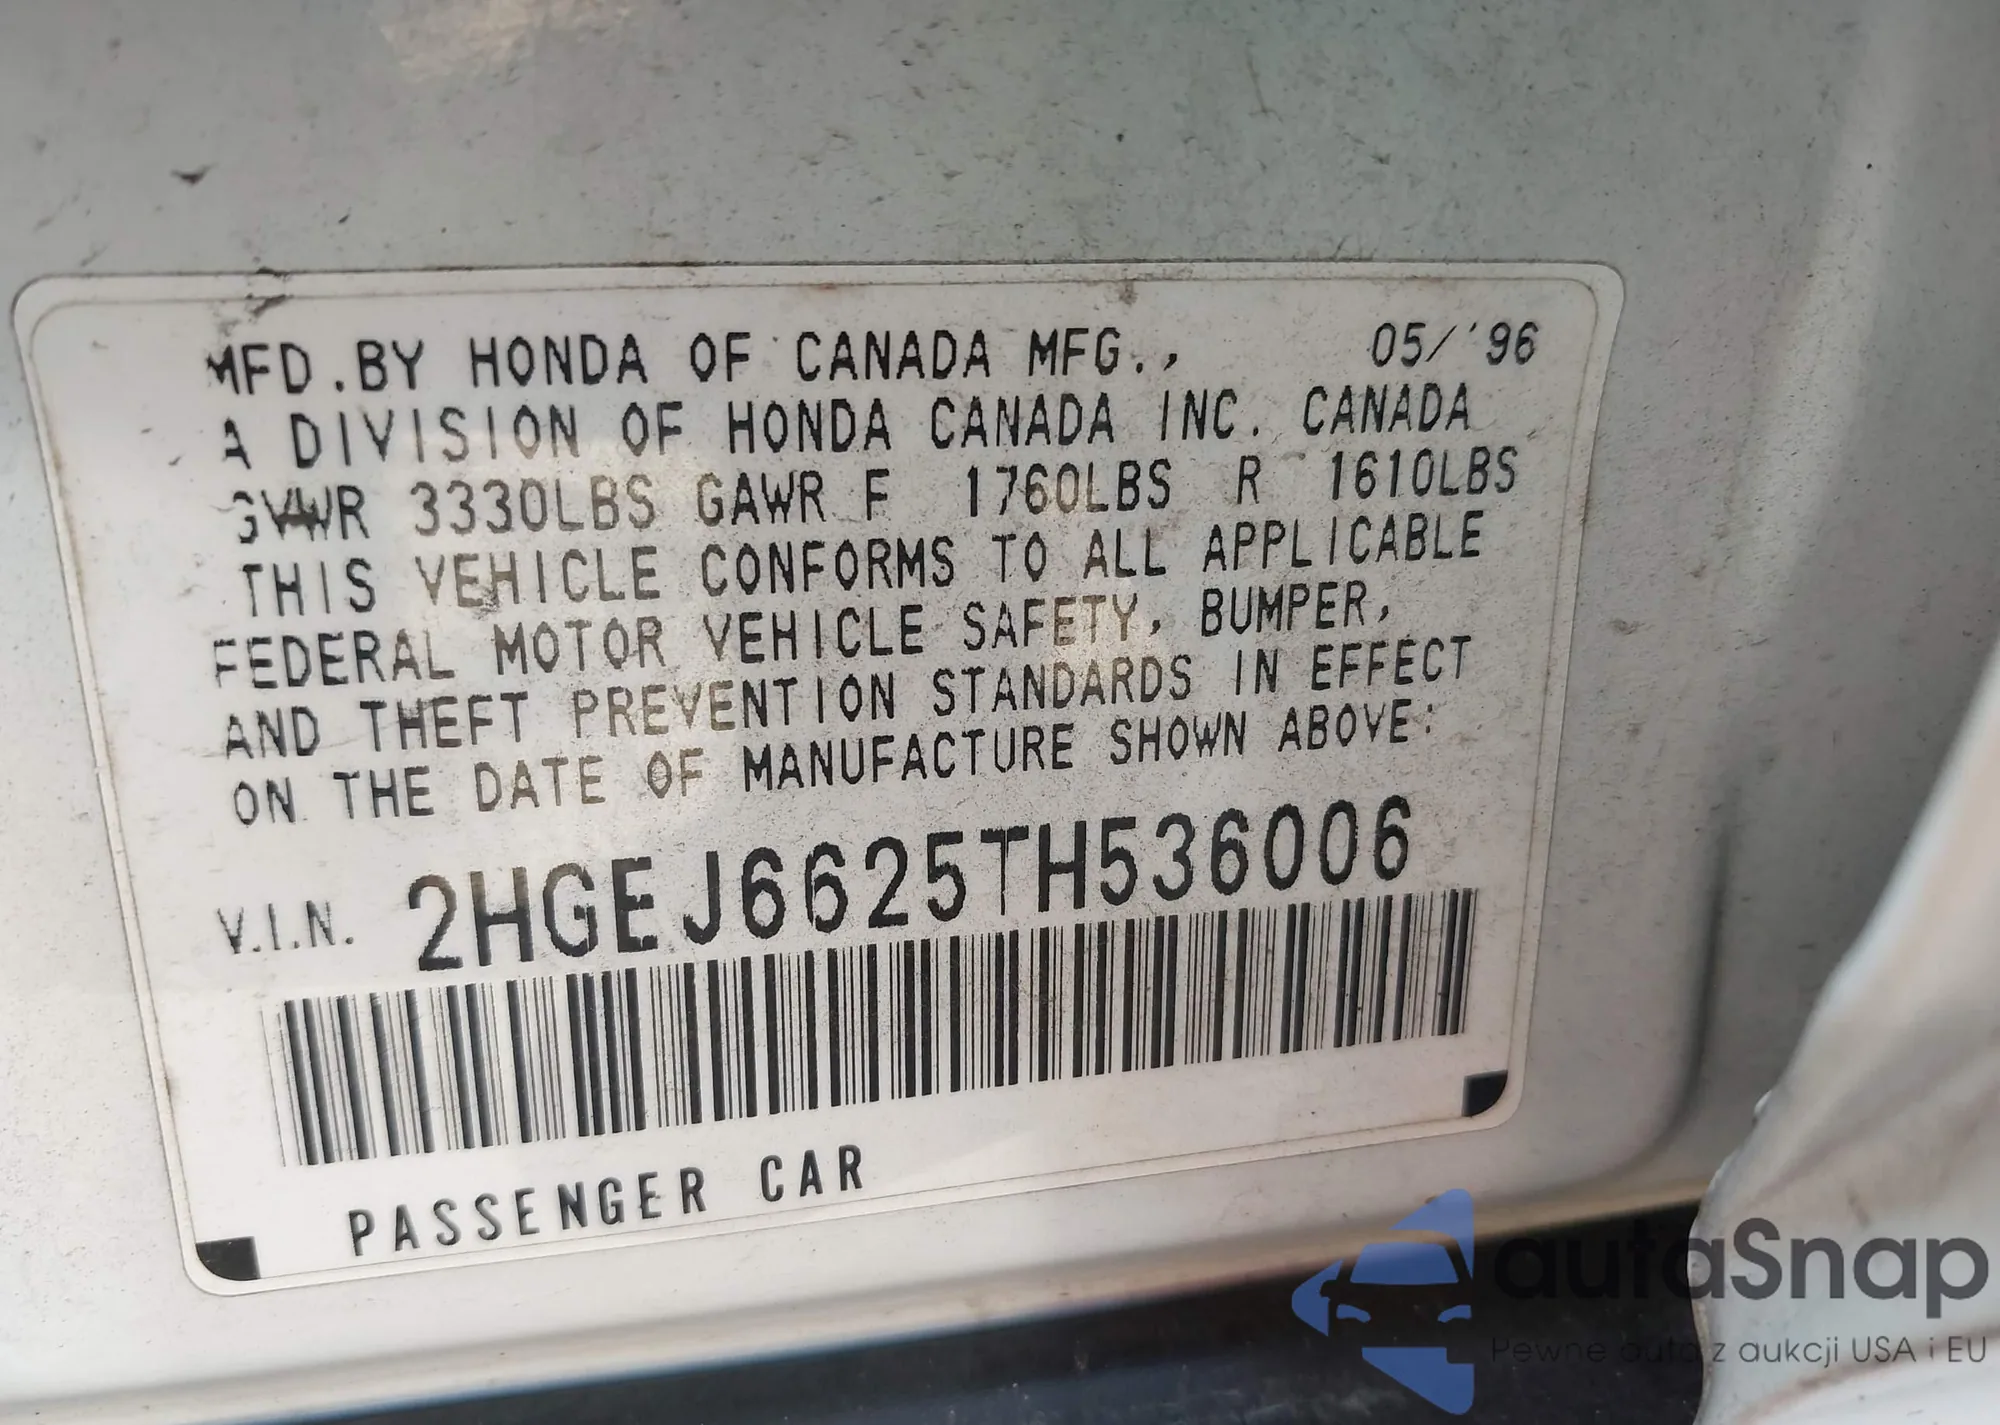 MFD.BY HONDA OF CANADA MFG., 05/'96
A DIVISION OF HONDA CANADA INC. CANADA
GVWR 3330LBS GAWR F 1760LBS R 1610LBS
THIS VEHICLE CONFORMS TO ALL APPLICABLE
FEDERAL MOTOR VEHICLE SAFETY, BUMPER,
AND THEFT PREVENTION STANDARDS IN EFFECT
ON THE DATE OF MANUFACTURE SHOWN ABOVE:
V.I.N. 2HGEJ6625TH536006
PASSENGER CAR
autaSnap
Pewne auta z aukcji USA i EU